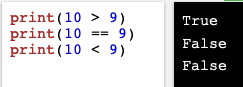 print(10 > 9)
print(10 == 9)
print(10 < 9)
True
False
False